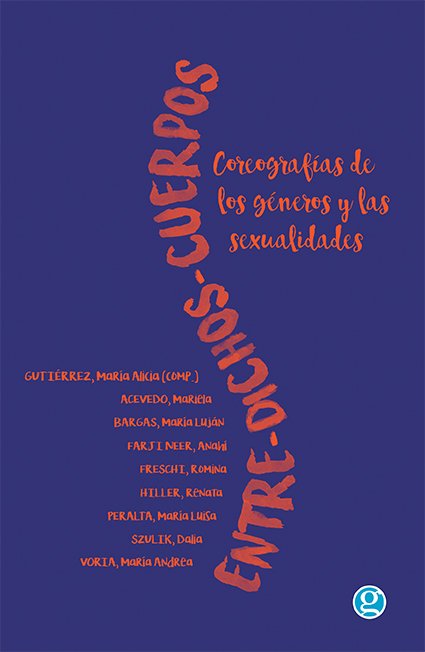 ENTRE-DICHOS-CUERPOS
Coreografías de
los géneros y las
sexualidades
GUTIÉRREZ, María Alicia (COMP.)
ACEVEDO, Mariela
BARGAS, María Luján
FARJI NEER, Anahí
FRESCHI, Romina
HILLER, Renata
PERALTA, María Luisa
SZULIK, Dalia
VORIA, María Andrea
g